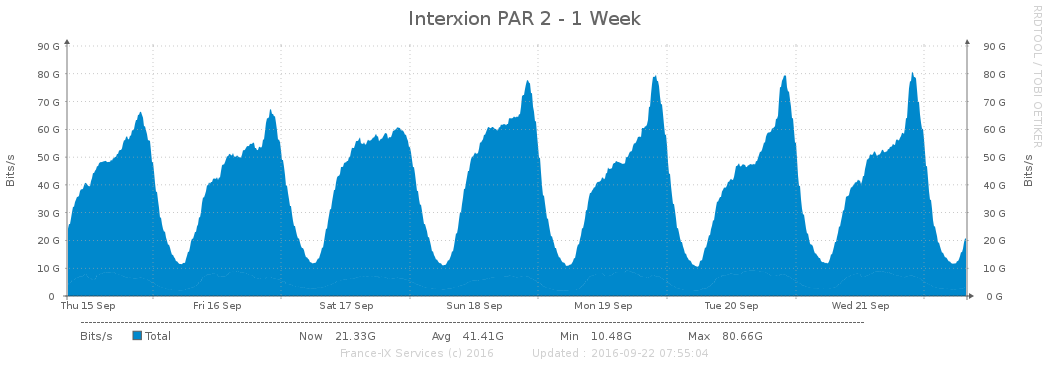 Interxion PAR 2 - 1 Week
RRDTOOL / TOBI OETIKER
Bits/s
90 G 90 G
80 G 80 G
70 G 70 G
60 G 60 G
50 G 50 G
40 G 40 G
30 G 30 G
20 G 20 G
10 G 10 G
0 0 G
Bits/s
Thu 15 Sep Fri 16 Sep Sat 17 Sep Sun 18 Sep Mon 19 Sep Tue 20 Sep Wed 21 Sep
Bits/s Total Now 21.33G Avg 41.41G Min 10.48G Max 80.66G
France-IX Services (c) 2016 Updated : 2016-09-22 07:55:04